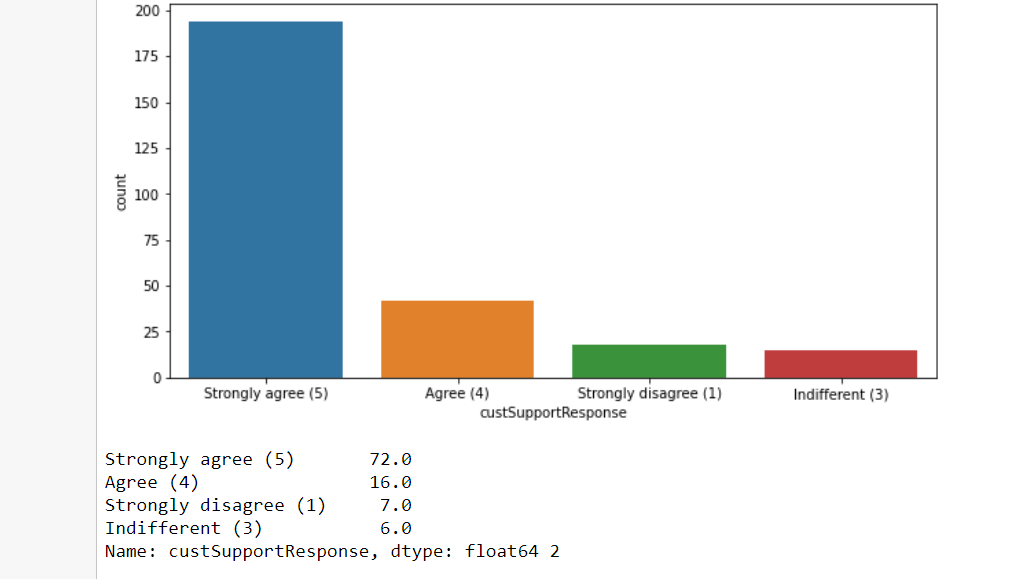 200
175
150
125
100
75
50
25
0
count
Strongly agree (5) Agree (4) Strongly disagree (1) Indifferent (3)
custSupportResponse
Strongly agree (5) 72.0
Agree (4) 16.0
Strongly disagree (1) 7.0
Indifferent (3) 6.0
Name: custSupportResponse, dtype: float64 2